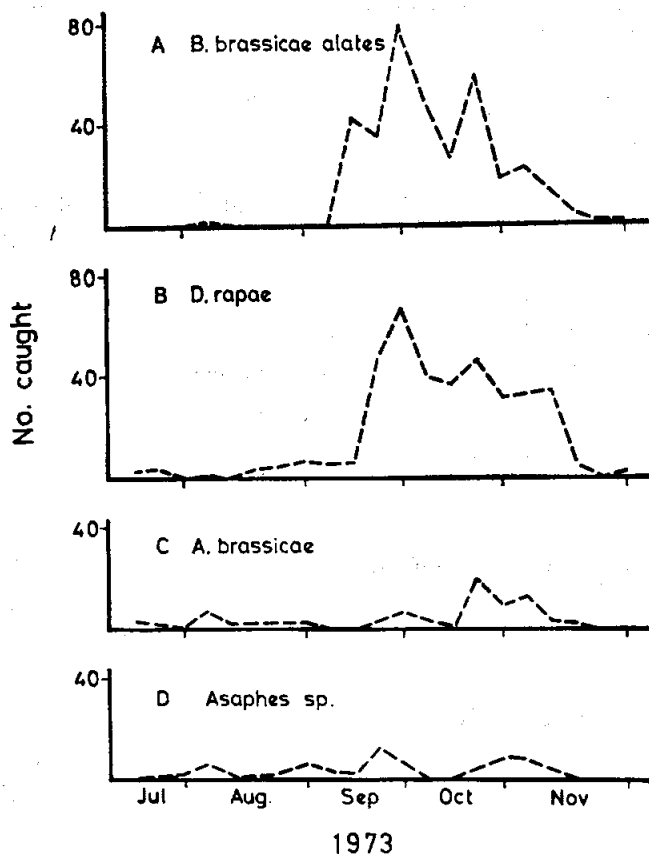 80
A B. brassicae alates
40
No. caught
80
B D. rapae
40
40
C A. brassicae
40
D Asaphes sp.
Jul Aug. Sep Oct Nov
1973